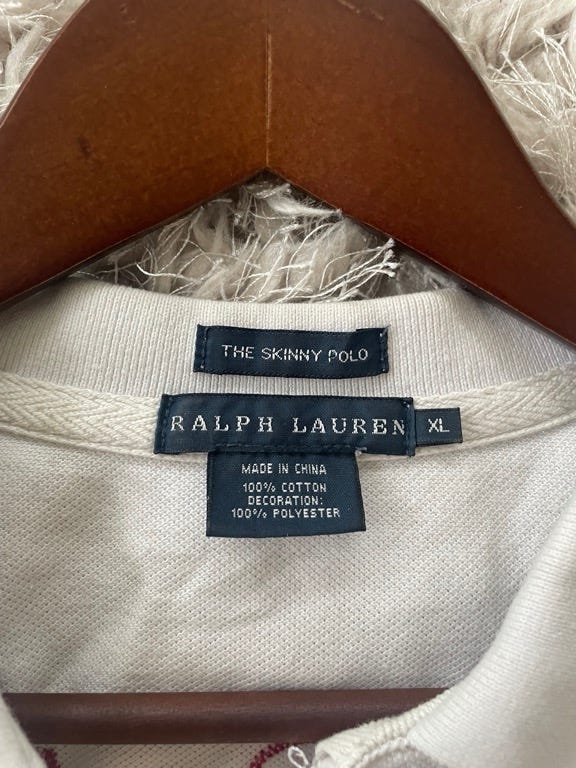 THE SKINNY POLO
RALPH LAUREN
XL
MADE IN CHINA
100% COTTON
DECORATION:
100% POLYESTER